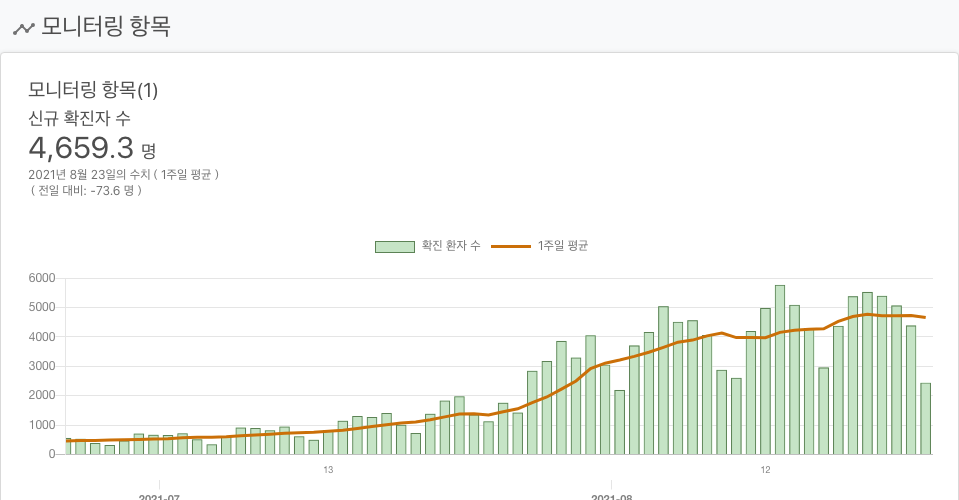 모니터링 항목
모니터링 항목(1)
신규 확진자 수
4,659.3 명
2021년 8월 23일의 수치 ( 1주일 평균 )
( 전일 대비: -73.6 명 )
확진 환자 수 1주일 평균
6000
5000
4000
3000
2000
1000
0
13 12
2021-07 2021-08